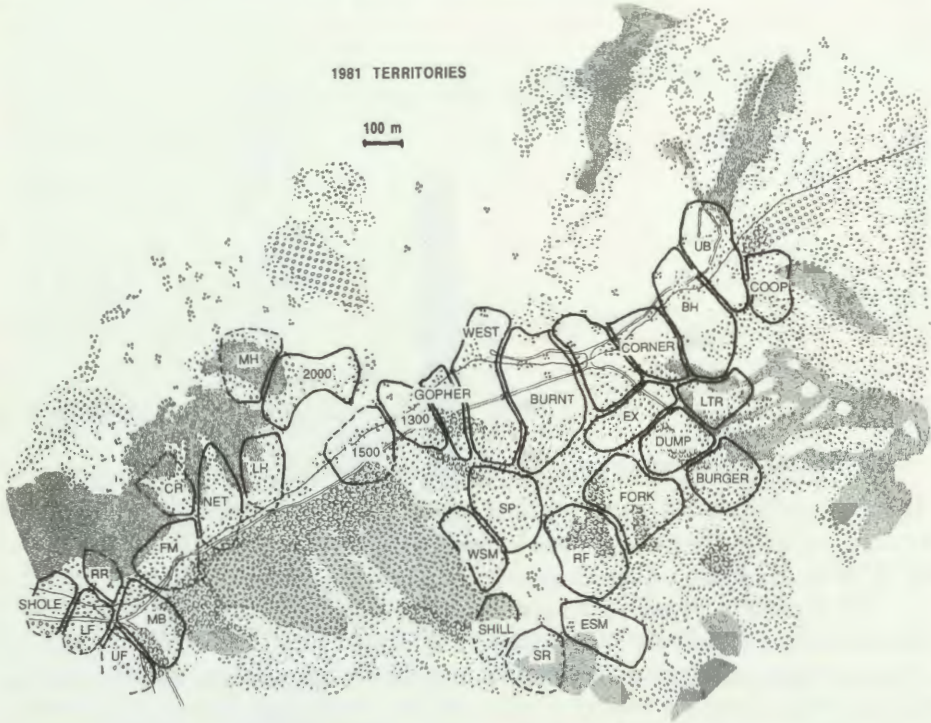 1981 TERRITORIES
100 m
UB
COOP
BH
WEST
CORNER
MH
2000
GOPHER
BURNT
LTR
1300
EX
DUMP
1500
LH
BURGER
CR
NET
FORK
SP
FM
WSM
RF
RR
SHOLE
LF
MB
SHILL
ESM
UF
SR